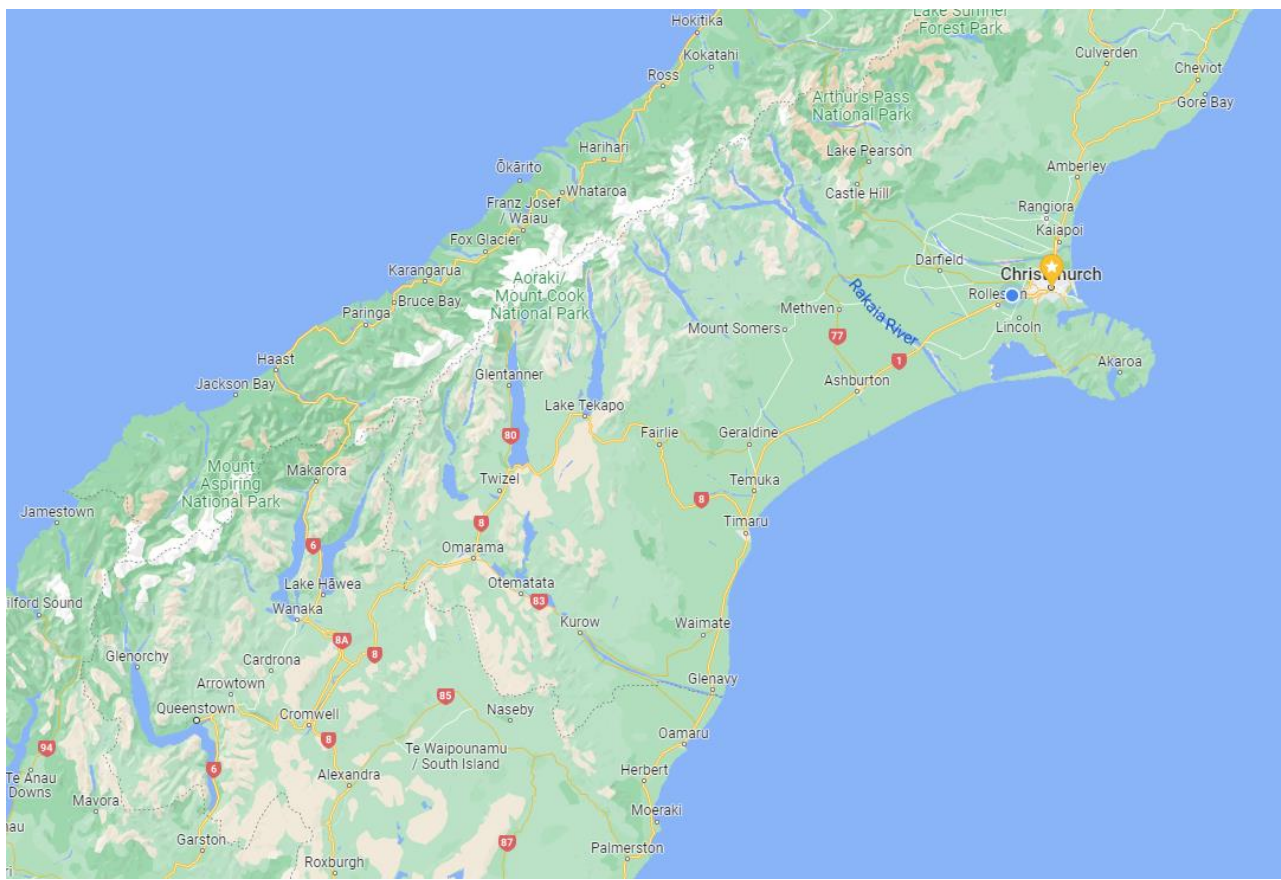 Hokitika
Lake Sumner
Forest Park
Kokatahi
Culverden
Ross
Cheviot
Arthur's Pass
National Park
Gore Bay
Harihari
Lake Pearson
Ōkārito
Amberley
Whataroa
Castle Hill
Franz Josef
/ Waiau
Rangiora
Fox Glacier
Kaiapoi
Darfield
Karangarua
Aoraki/
Mount Cook
National Park
Christchurch
Rolleston
Bruce Bay
Rakaia River
Methven
Paringa
Mount Somers
Lincoln
77
Haast
1
Akaroa
Glentanner
Ashburton
Jackson Bay
Lake Tekapo
80
Fairlie
Geraldine
Mount
Aspiring
National Park
Makarora
Twizel
Temuka
8
Jamestown
8
Timaru
6
Omarama
Lake Hāwea
Otematata
83
ilford Sound
Wanaka
Kurow
Waimate
8A
8
Glenorchy
Cardrona
Arrowtown
85
Glenavy
Queenstown
Cromwell
Naseby
8
Oamaru
94
Te Waipounamu
/ South Island
6
Te Anau
Downs
Alexandra
Herbert
Mavora
Moeraki
nau
Garston
87
Palmerston
Roxburgh
ri